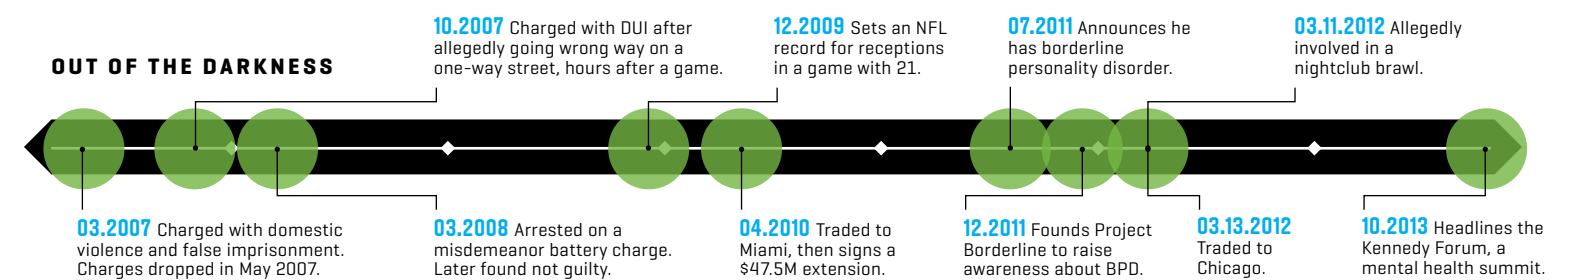 OUT OF THE DARKNESS
10.2007 Charged with DUI after
allegedly going wrong way on a
one-way street, hours after a game.
12.2009 Sets an NFL
record for receptions
in a game with 21.
07.2011 Announces he
has borderline
personality disorder.
03.11.2012 Allegedly
involved in a
nightclub brawl.
03.2007 Charged with domestic
violence and false imprisonment.
Charges dropped in May 2007.
03.2008 Arrested on a
misdemeanor battery charge.
Later found not guilty.
04.2010 Traded to
Miami, then signs a
$47.5M extension.
12.2011 Founds Project
Borderline to raise
awareness about BPD.
03.13.2012
Traded to
Chicago.
10.2013 Headlines the
Kennedy Forum, a
mental health summit.